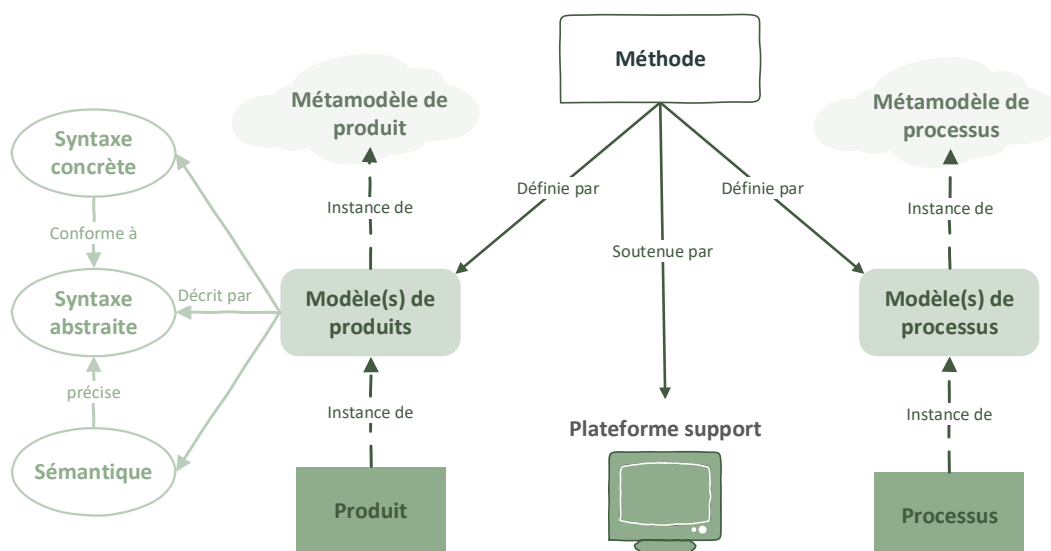 Méthode
Métamodèle de
produit
Métamodèle de
processus
Syntaxe
concrète
Définie par
Définie par
Instance de
Instance de
Conforme à
Soutenue par
Décrit par
Syntaxe
abstraite
Modèle(s) de
produits
Modèle(s) de
processus
précise
Instance de
Instance de
Plateforme support
Sémantique
Produit
Processus